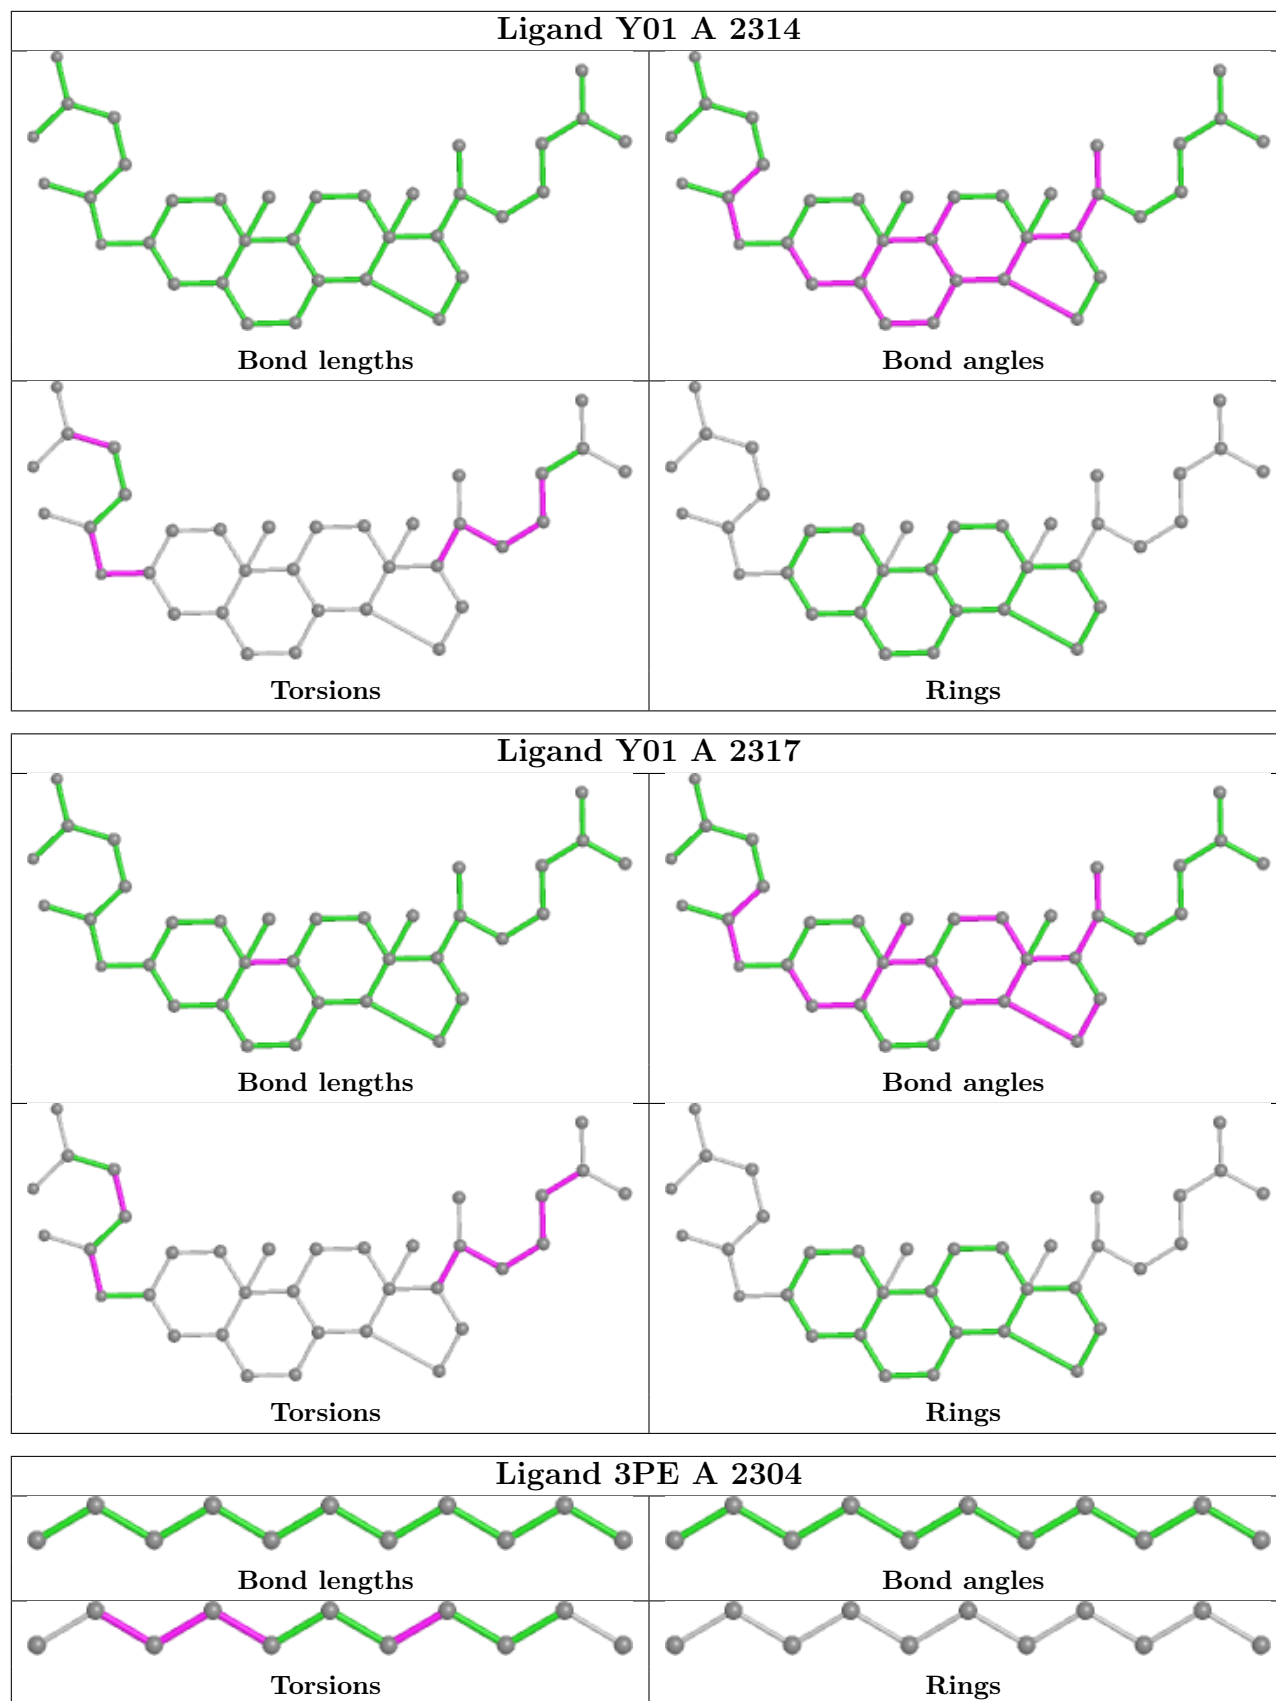 Ligand Y01 A 2314
Bond lengths
Bond angles
Torsions
Rings
Ligand Y01 A 2317
Bond lengths
Bond angles
Torsions
Rings
Ligand 3PE A 2304
Bond lengths
Bond angles
Torsions
Rings